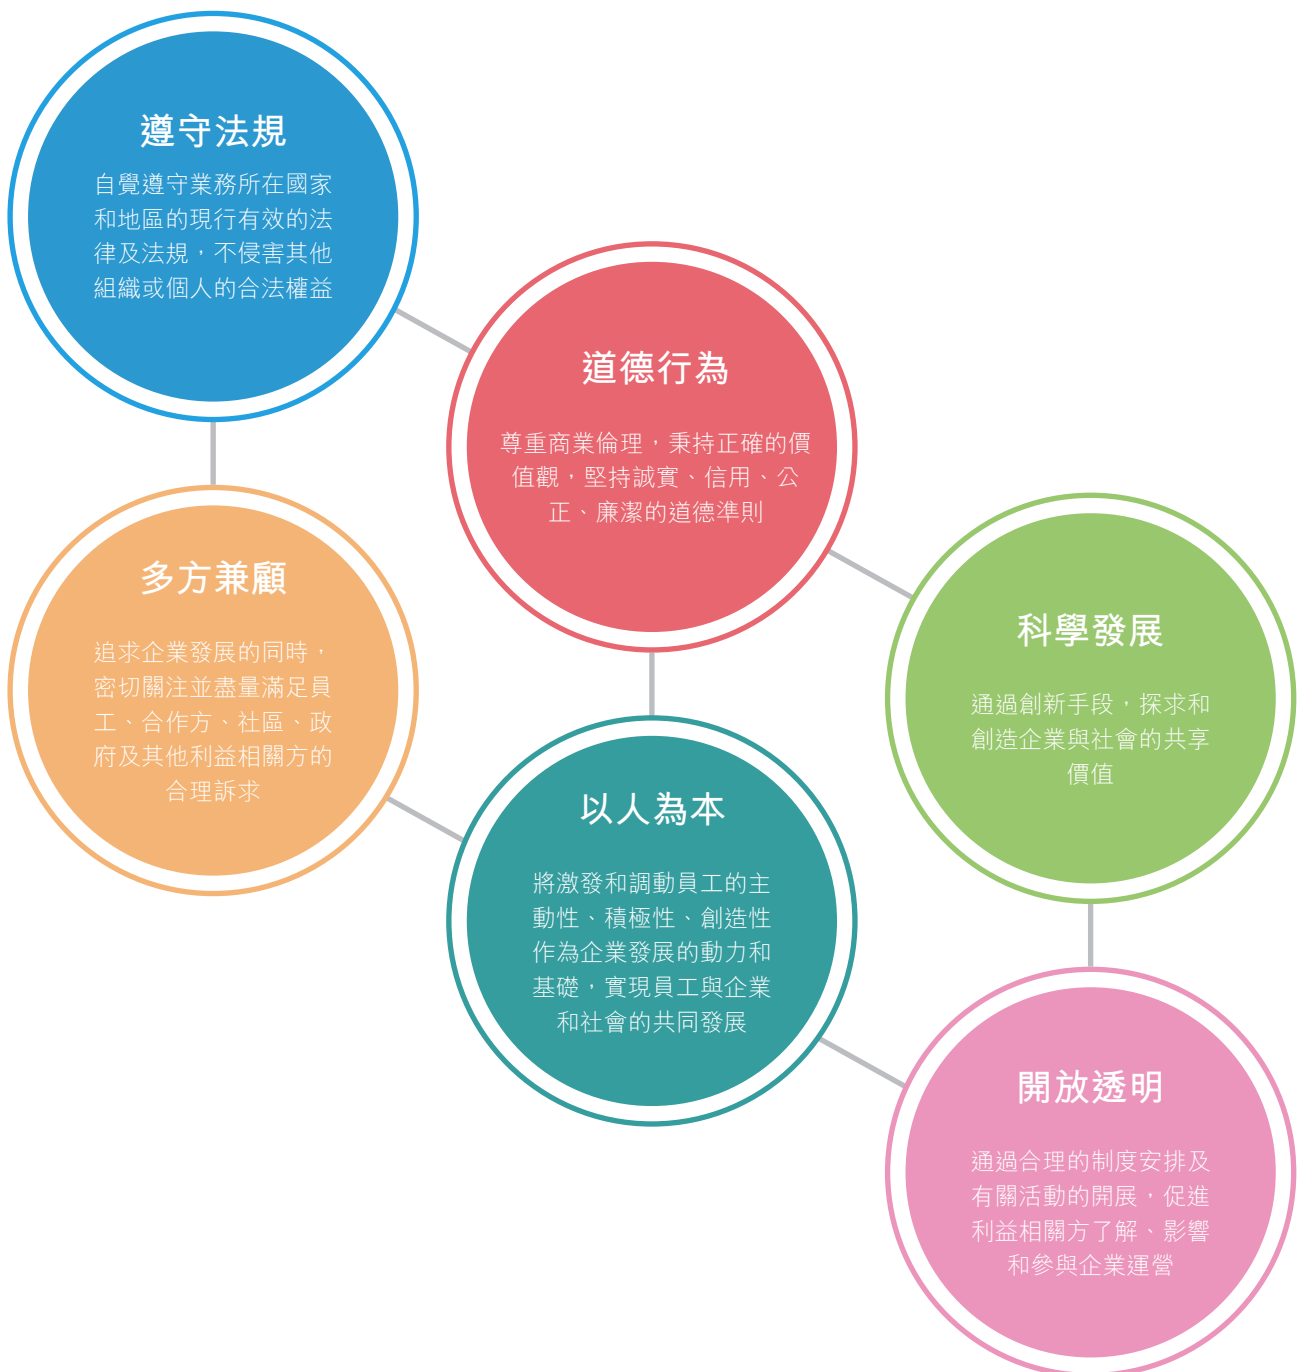 遵守法規
自覺遵守業務所在國家
和地區的現行有效的法
律及法規，不侵害其他
組織或個人的合法權益
道德行為
尊重商業倫理，秉持正確的價
值觀，堅持誠實、信用、公
正、廉潔的道德準則
多方兼顧
追求企業發展的同時，
密切關注並盡量滿足員
工、合作方、社區、政
府及其他利益相關方的
合理訴求
科學發展
通過創新手段，探求和
創造企業與社會的共享
價值
以人為本
將激發和調動員工的主
動性、積極性、創造性
作為企業發展的動力和
基礎，實現員工與企業
和社會的共同發展
開放透明
通過合理的制度安排及
有關活動的開展，促進
利益相關方了解、影響
和參與企業運營